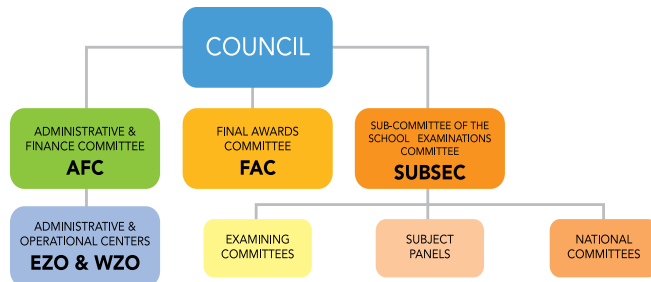 COUNCIL
ADMINISTRATIVE &
FINANCE COMMITTEE
AFC
FINAL AWARDS
COMMITTEE
FAC
SUB-COMMITTEE OF THE
SCHOOL EXAMINATIONS
COMMITTEE
SUBSEC
ADMINISTRATIVE &
OPERATIONAL CENTERS
EZO & WZO
EXAMINING
COMMITTEES
SUBJECT
PANELS
NATIONAL
COMMITTEES